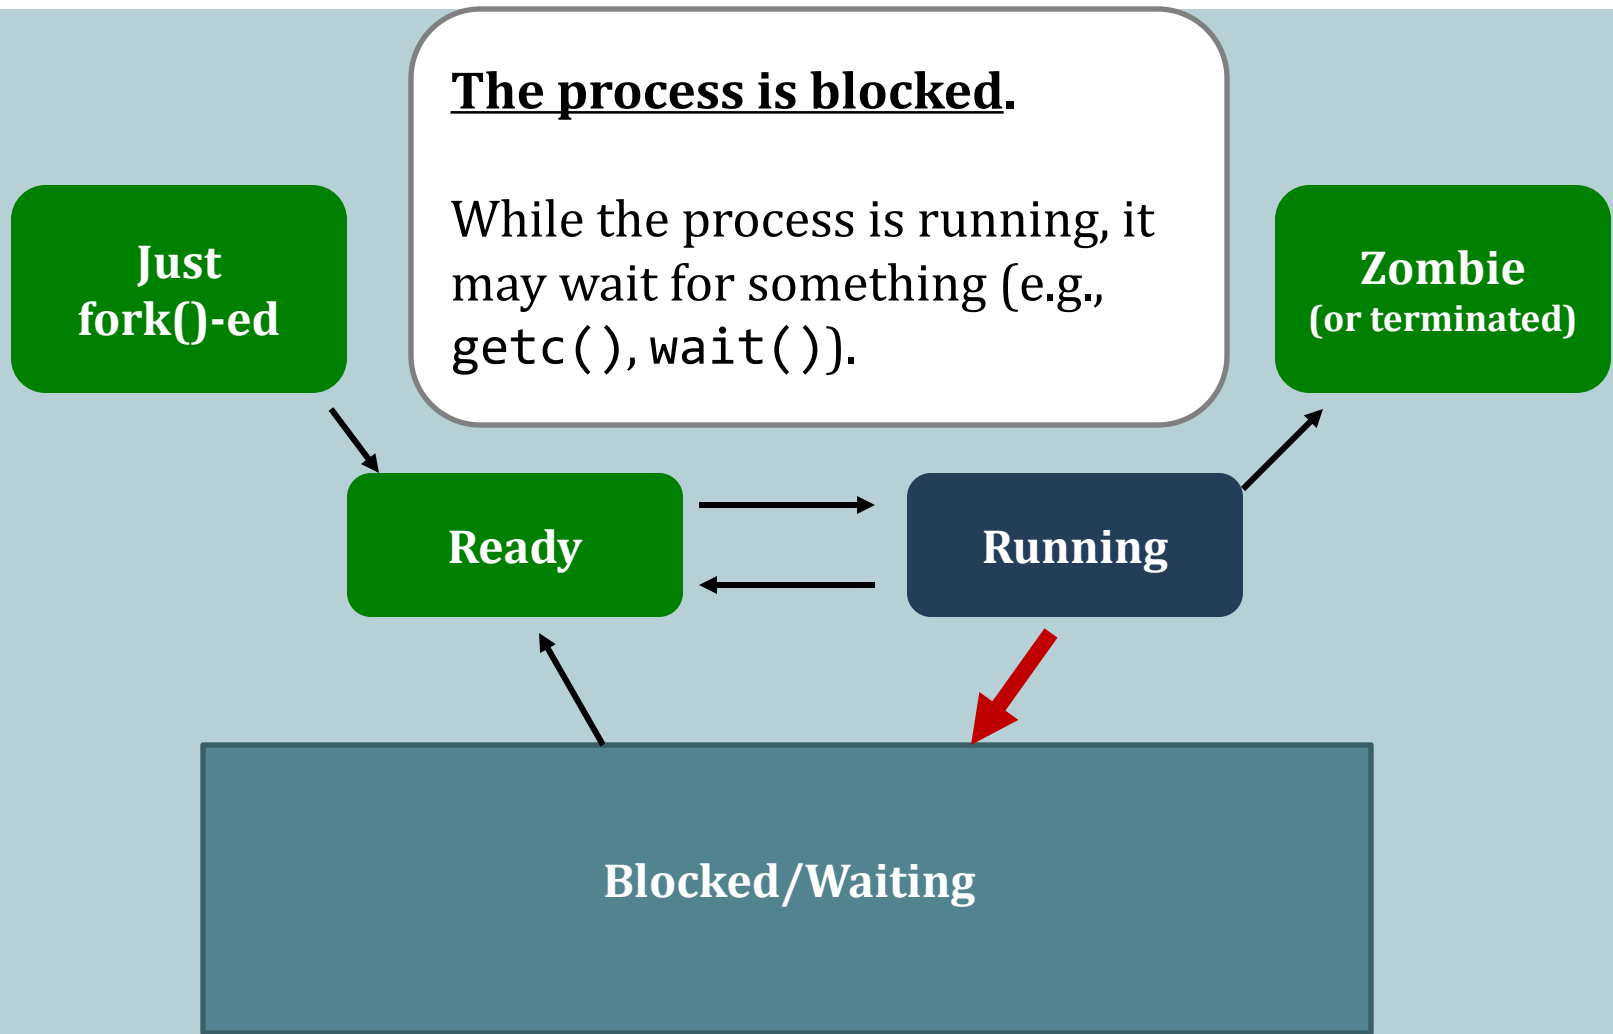 The process is blocked.
While the process is running, it
may wait for something (e.g.,
getc(), wait()).
Just
fork()-ed
Zombie
(or terminated)
Ready
Running
Blocked/Waiting